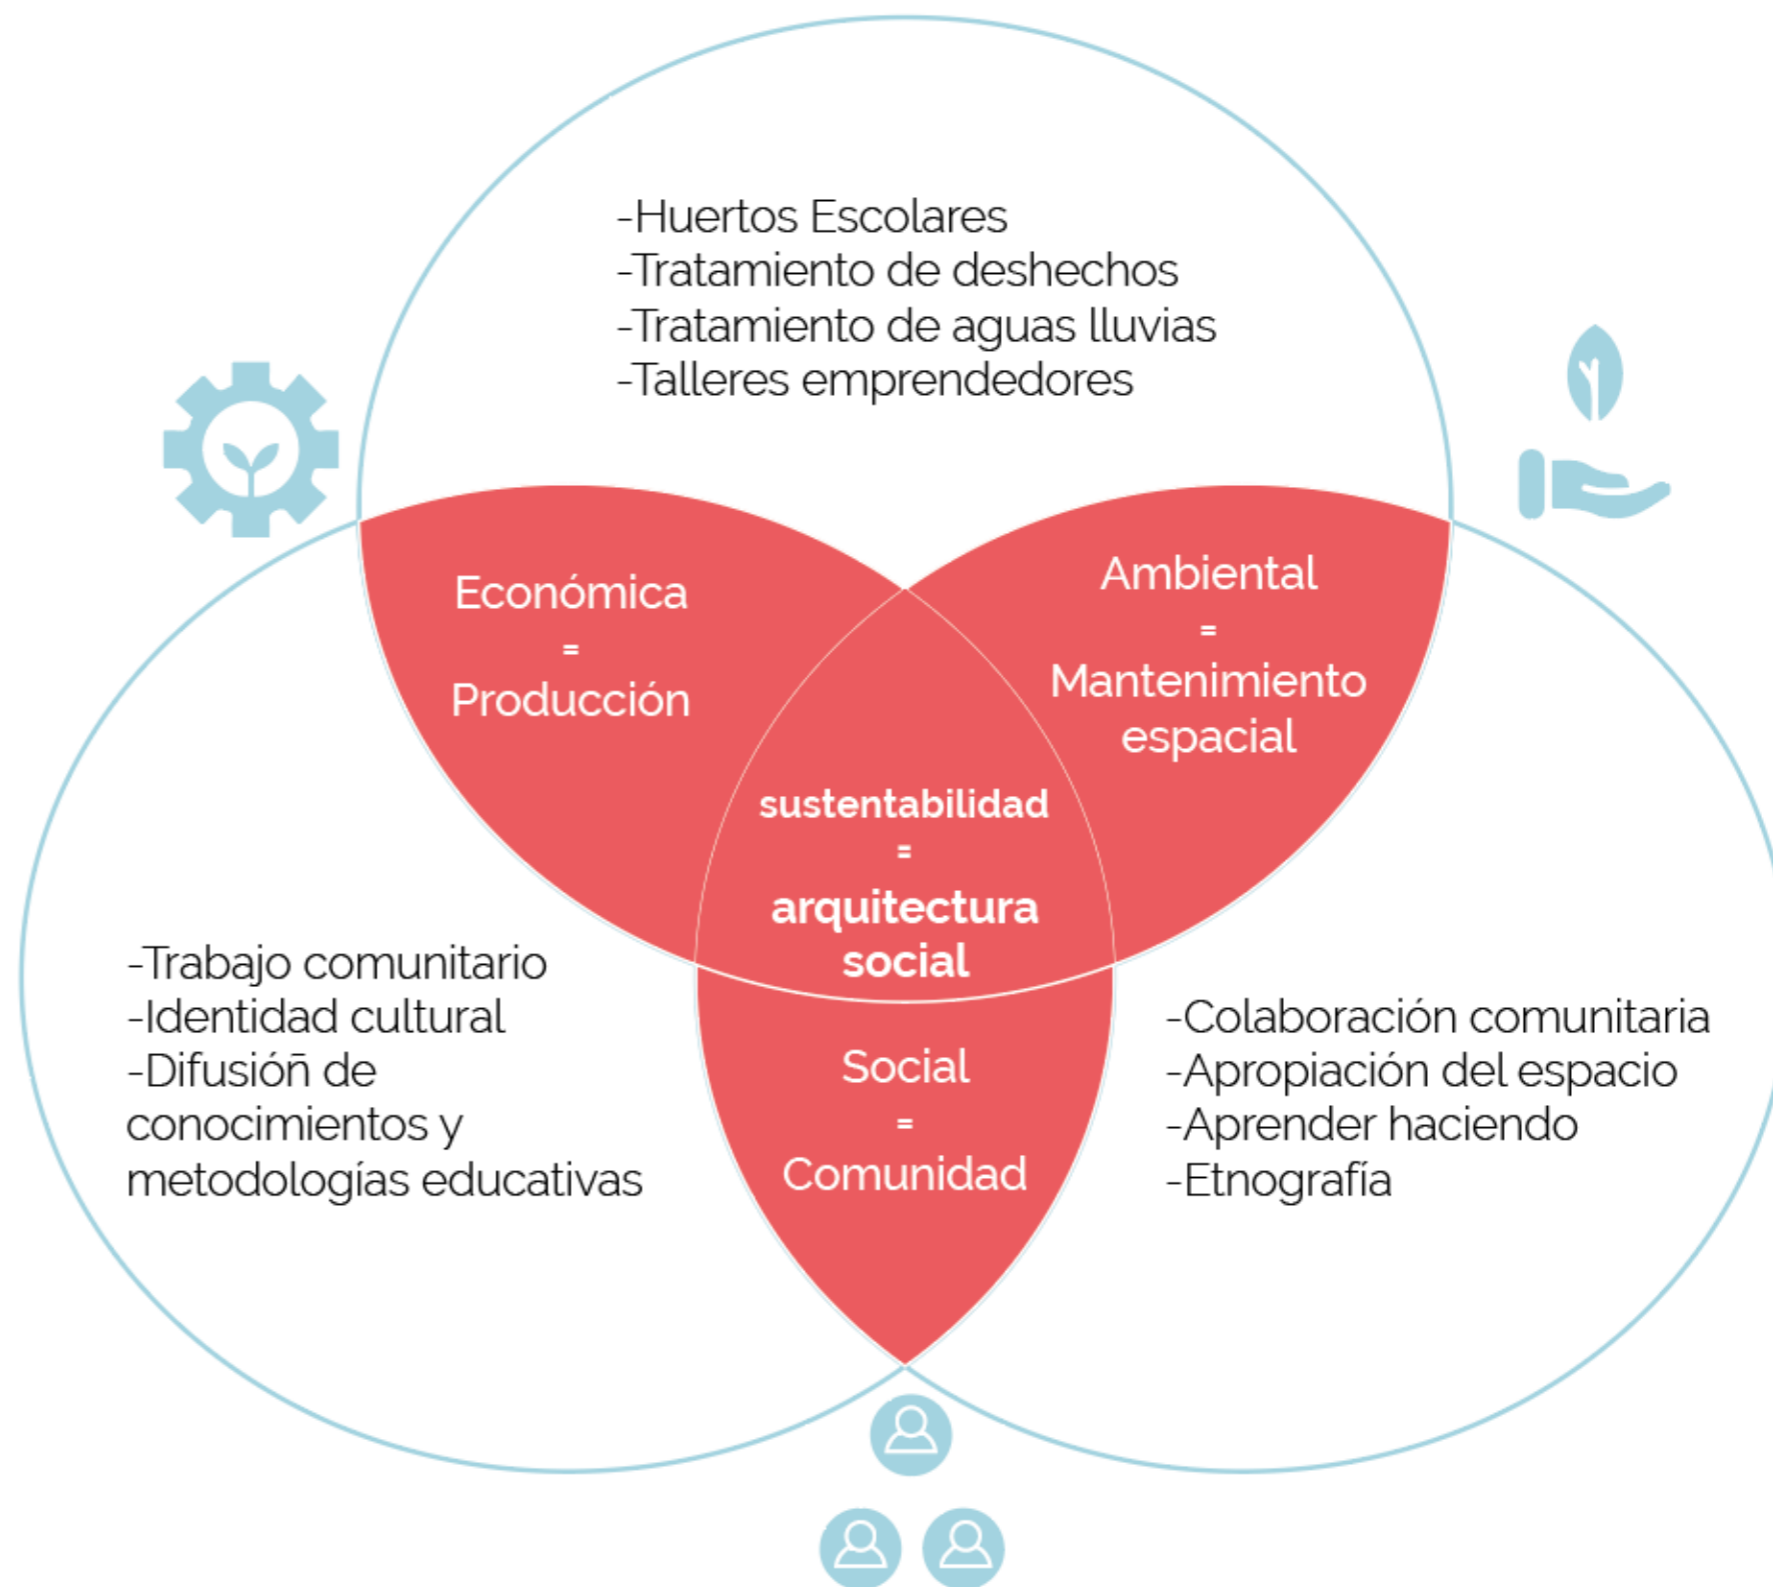 -Huertos Escolares
-Tratamiento de deshechos
-Tratamiento de aguas lluvias
-Talleres emprendedores
Económica
=
Producción
Ambiental
=
Mantenimiento
espacial
sustentabilidad
=
arquitectura
social
-Trabajo comunitario
-Identidad cultural
-Difusióñ de
conocimientos y
metodologías educativas
Social
=
Comunidad
-Colaboración comunitaria
-Apropiación del espacio
-Aprender haciendo
-Etnografía